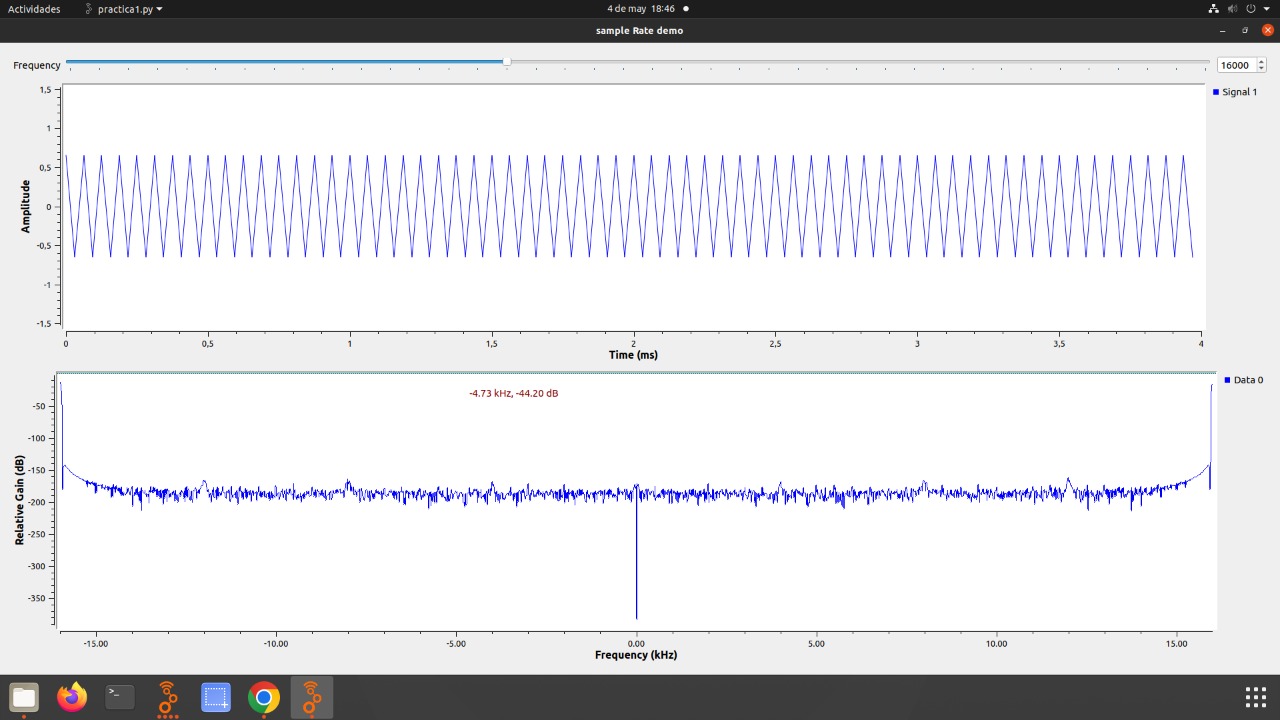 Actividades practica1.py 4 de may 18:46
sample Rate demo
Frequency 16000
1,5
1
0,5
0
-0,5
-1
-1,5
Amplitude
Signal 1
0 0,5 1 1,5 2 2,5 3 3,5 4
Time (ms)
-4.73 kHz, -44.20 dB
Data 0
-50
-100
-150
-200
-250
-300
-350
Relative Gain (dB)
-15.00 -10.00 -5.00 0.00 5.00 10.00 15.00
Frequency (kHz)
>_